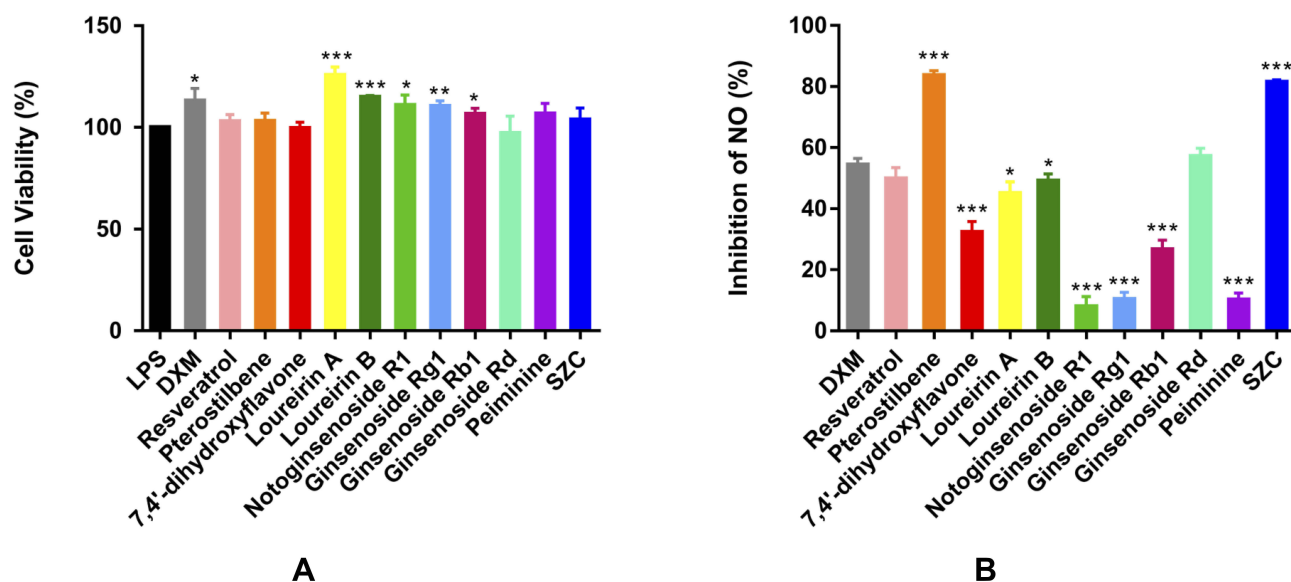 Cell Viability (%)
150
100
50
0
*
***
***
*
**
*
LPS
DXM
Resveratrol
Pterostilbene
7,4'-dihydroxyflavone
Loureirin A
Loureirin B
Notoginsenoside R1
Ginsenoside Rg1
Ginsenoside Rb1
Ginsenoside Rd
Peiminine
SZC
A
Inhibition of NO (%)
100
80
60
40
20
0
***
***
*
*
***
***
***
***
***
DXM
Resveratrol
Pterostilbene
7,4'-dihydroxyflavone
Loureirin A
Loureirin B
Notoginsenoside R1
Ginsenoside Rg1
Ginsenoside Rb1
Ginsenoside Rd
Peiminine
SZC
B